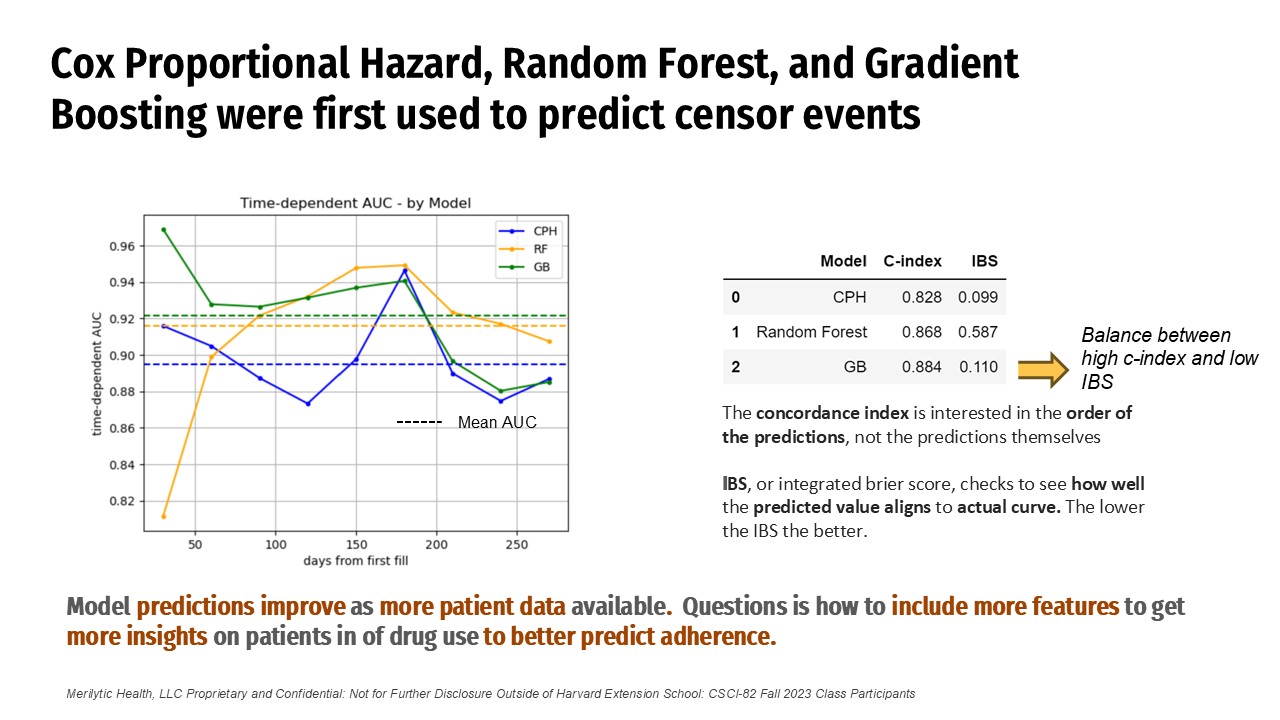 Cox Proportional Hazard, Random Forest, and Gradient
Boosting were first used to predict censor events
Time-dependent AUC - by Model
time-dependent AUC
0.96
0.94
0.92
0.90
0.88
0.86
0.84
0.82
CPH
RF
GB
Mean AUC
50 100 150 200 250
days from first fill
Model C-index IBS
0 CPH 0.828 0.099
1 Random Forest 0.868 0.587
2 GB 0.884 0.110
Balance between
high c-index and low
IBS
The concordance index is interested in the order of
the predictions, not the predictions themselves
IBS, or integrated brier score, checks to see how well
the predicted value aligns to actual curve. The lower
the IBS the better.
Model predictions improve as more patient data available. Questions is how to include more features to get
more insights on patients in of drug use to better predict adherence.
Merilytic Health, LLC Proprietary and Confidential: Not for Further Disclosure Outside of Harvard Extension School: CSCI-82 Fall 2023 Class Participants